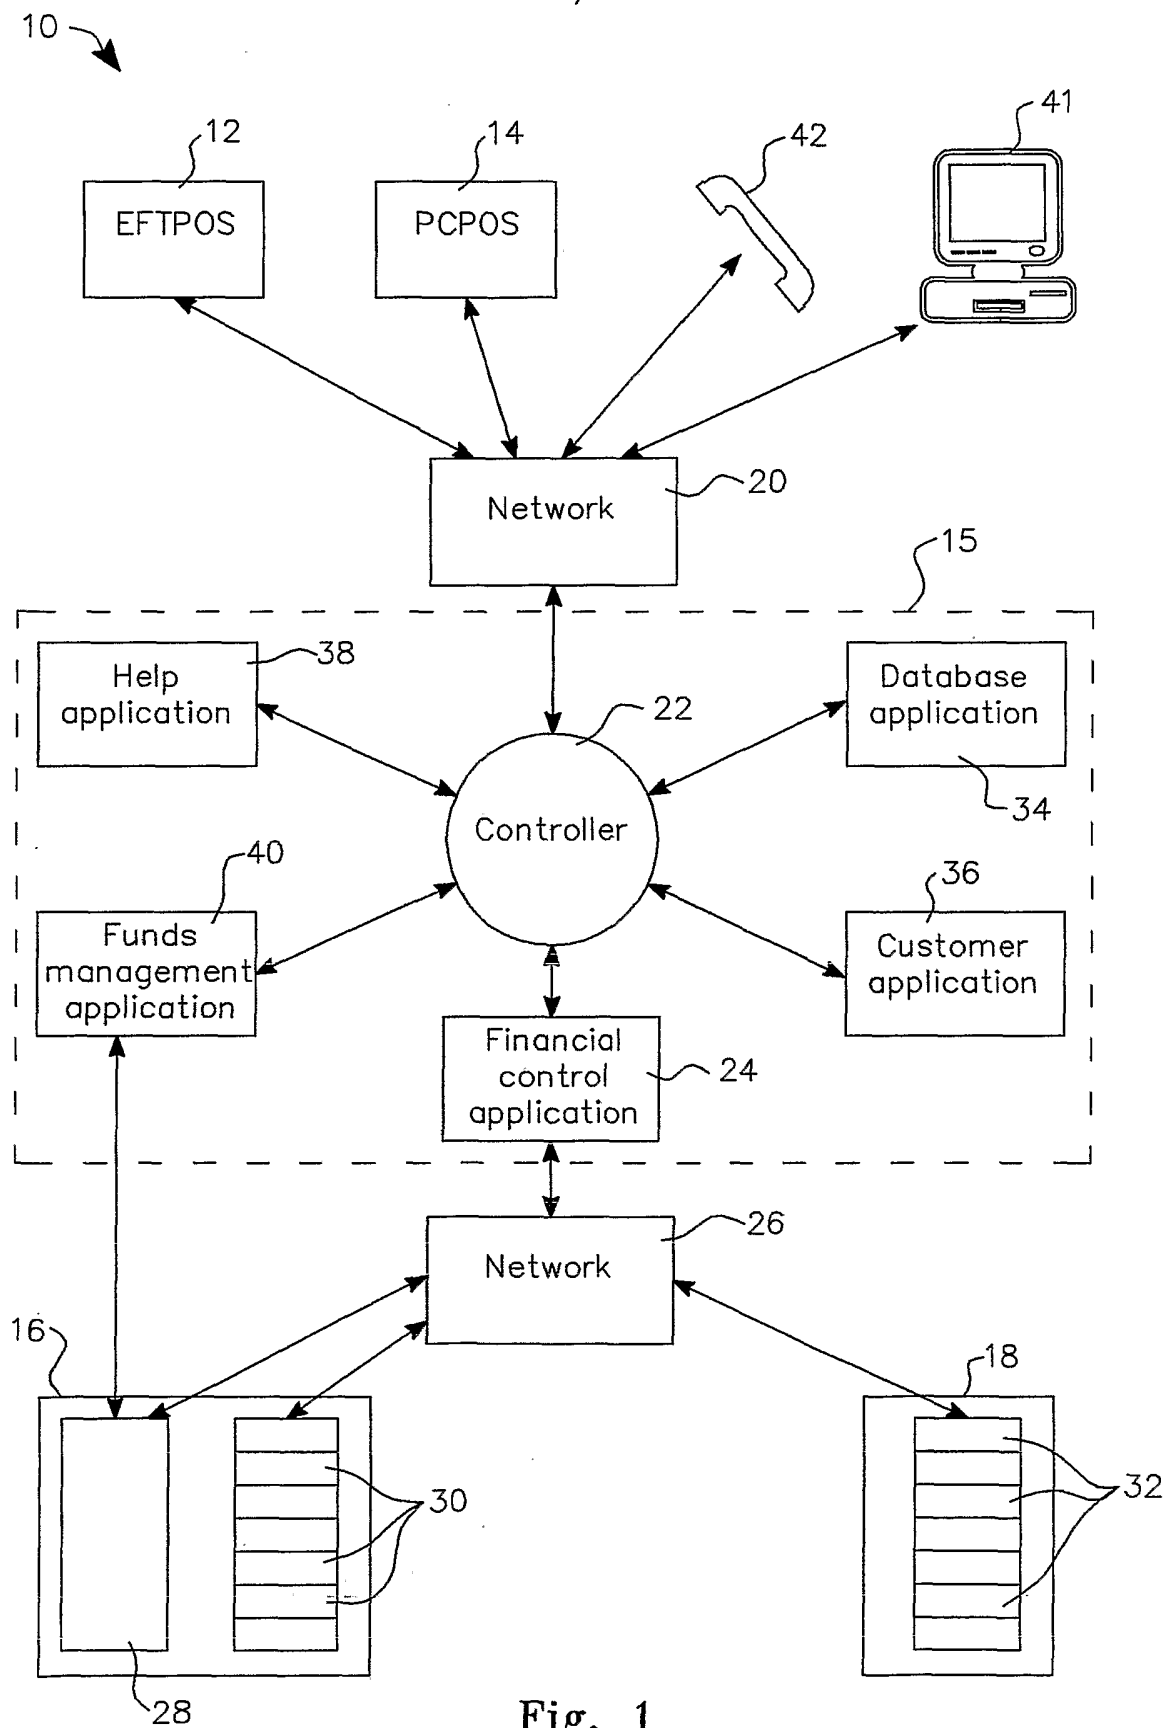 10
12
14
42
41
EFTPOS
PCPOS
20
Network
15
38
Help
application
Database
application
22
34
Controller
40
36
Funds
management
application
Customer
application
Financial
control
application
24
26
Network
16
18
30
32
28
Fig. 1